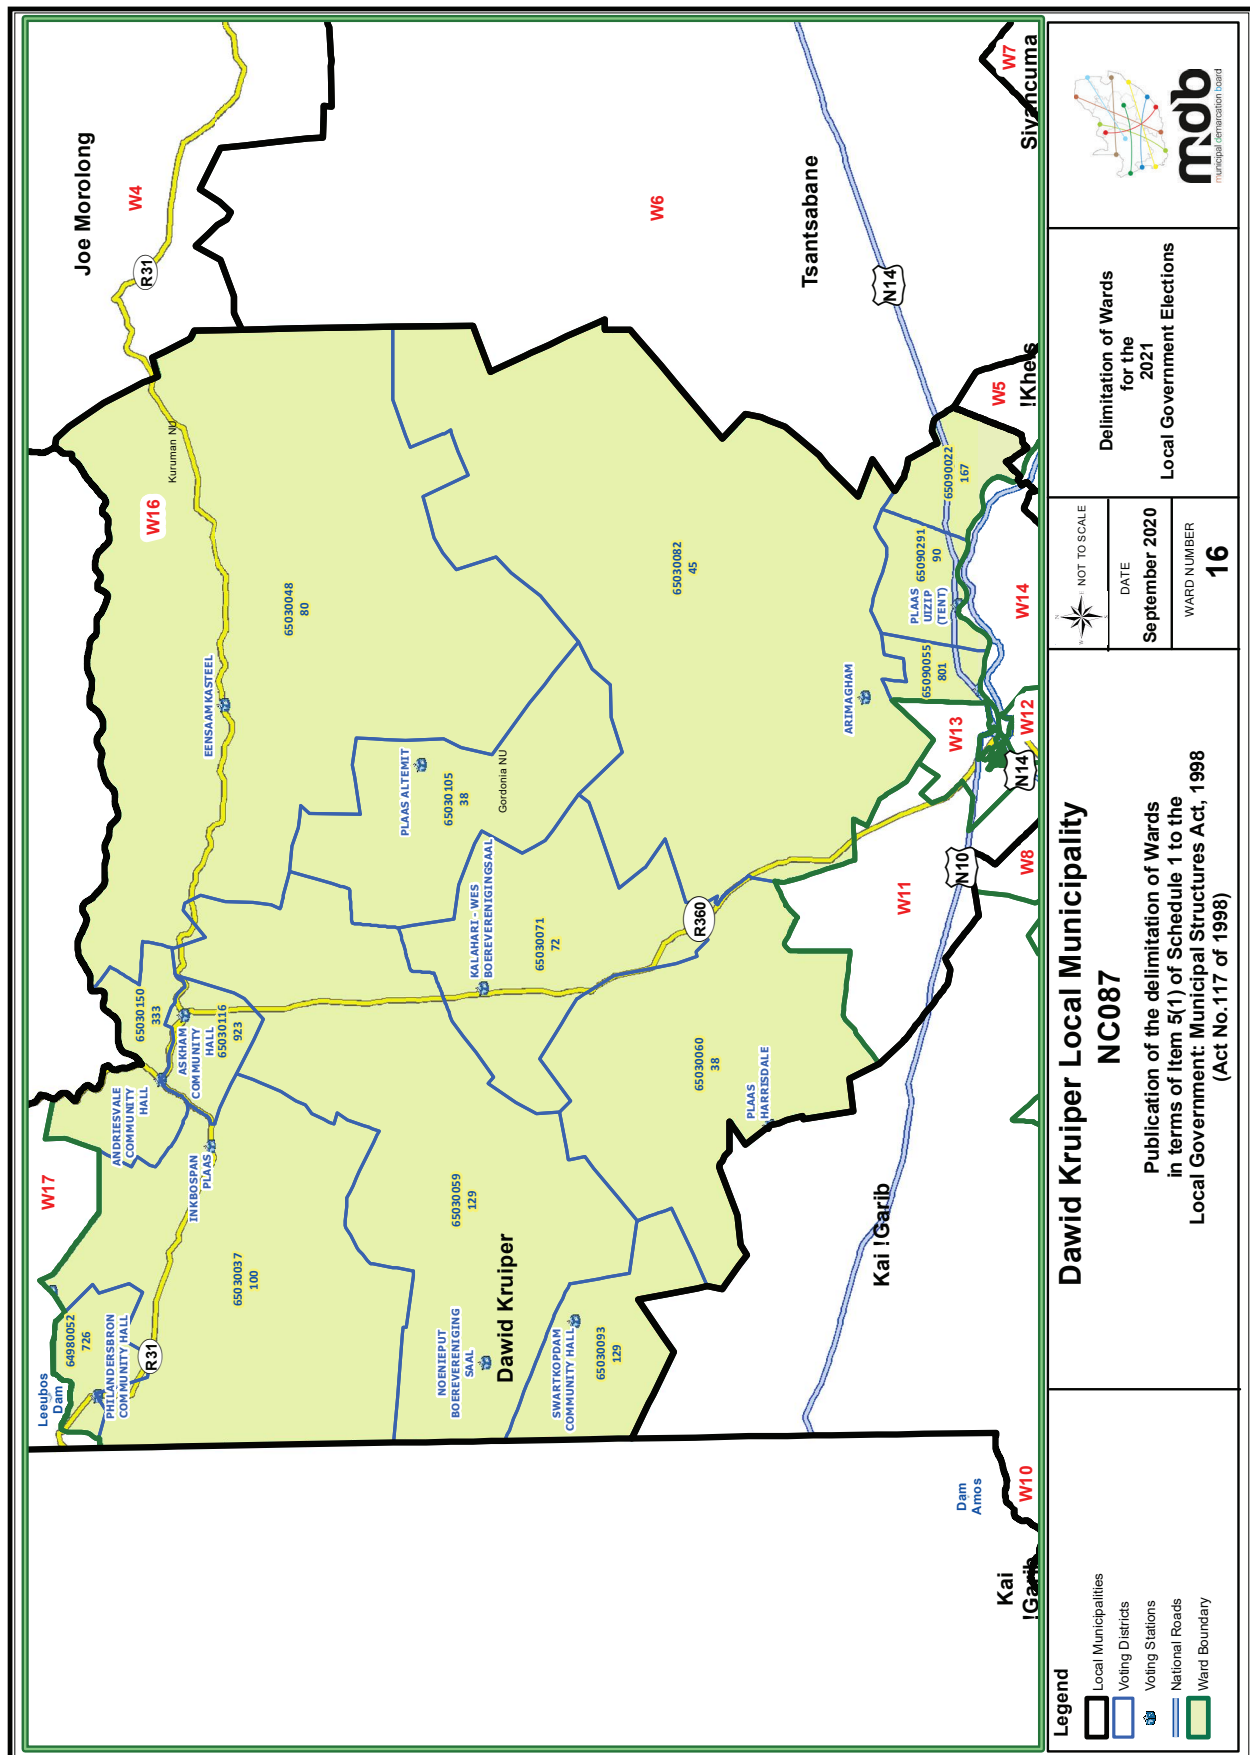 Joe Morolong
W4
R31
W6
Tsantsabane
N14
W7
Siyancuma
W5
!Kheis
Kuruman NU
W16
65030048
80
EENSAAMKASTEEL
65030082
45
65090022
167
65090291
90
PLAAS
UIZIP
(TENT)
65090055
801
W14
ARIMAGHAM
W13
W12
N14
PLAAS ALTEMIT
65030105
38
Gordonia NU
KALAHARI - WES
BOEREVERENIGINGSAAL
65030071
72
R360
W11
N10
W8
65030150
333
ASKHAM
COMMUNITY
HALL
65030116
923
ANDRIESVALE
COMMUNITY
HALL
INKBOSPAN
PLAAS
65030060
38
PLAAS
HARRISDALE
W17
65030059
129
65030037
100
Leeubos
Dam
64980052
726
PHILANDERSBRON
COMMUNITY HALL
R31
NOENIEPUT
BOEREVERENIGING
SAAL
Dawid Kruiper
SWARTKOPDAM
COMMUNITY HALL
65030093
129
Kai !Garib
Dam
Amos
W10
Kai
!Garib
Legend
Local Municipalities
Voting Districts
Voting Stations
National Roads
Ward Boundary
Dawid Kruiper Local Municipality
NC087
Publication of the delimitation of Wards
in terms of Item 5(1) of Schedule 1 to the
Local Government: Municipal Structures Act, 1998
(Act No.117 of 1998)
N
W
E
S
NOT TO SCALE
DATE
September 2020
WARD NUMBER
16
Delimitation of Wards
for the
2021
Local Government Elections
mdb
municipal demarcation board